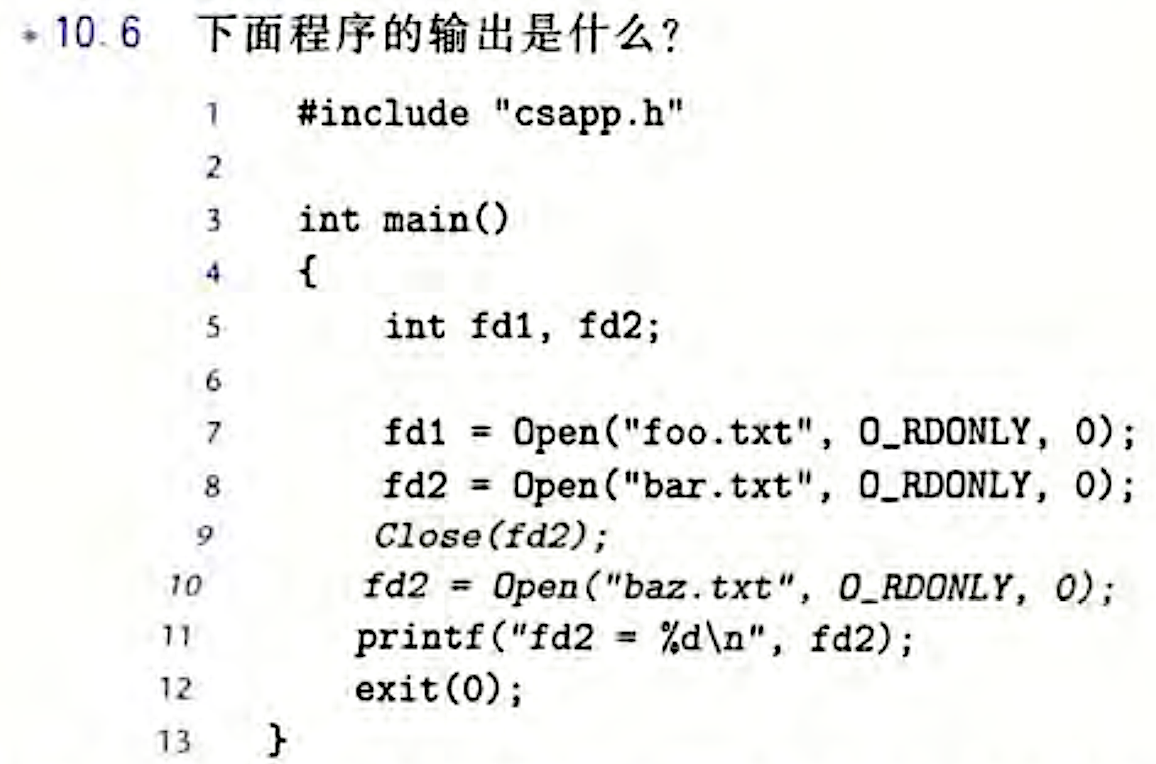 * 10.6 下面程序的输出是什么?
1 #include "csapp.h"
2
3 int main()
4 {
5 int fd1, fd2;
6
7 fd1 = Open("foo.txt", O_RDONLY, 0);
8 fd2 = Open("bar.txt", O_RDONLY, 0);
9 Close(fd2);
10 fd2 = Open("baz.txt", O_RDONLY, 0);
11 printf("fd2 = %d\n", fd2);
12 exit(0);
13 }